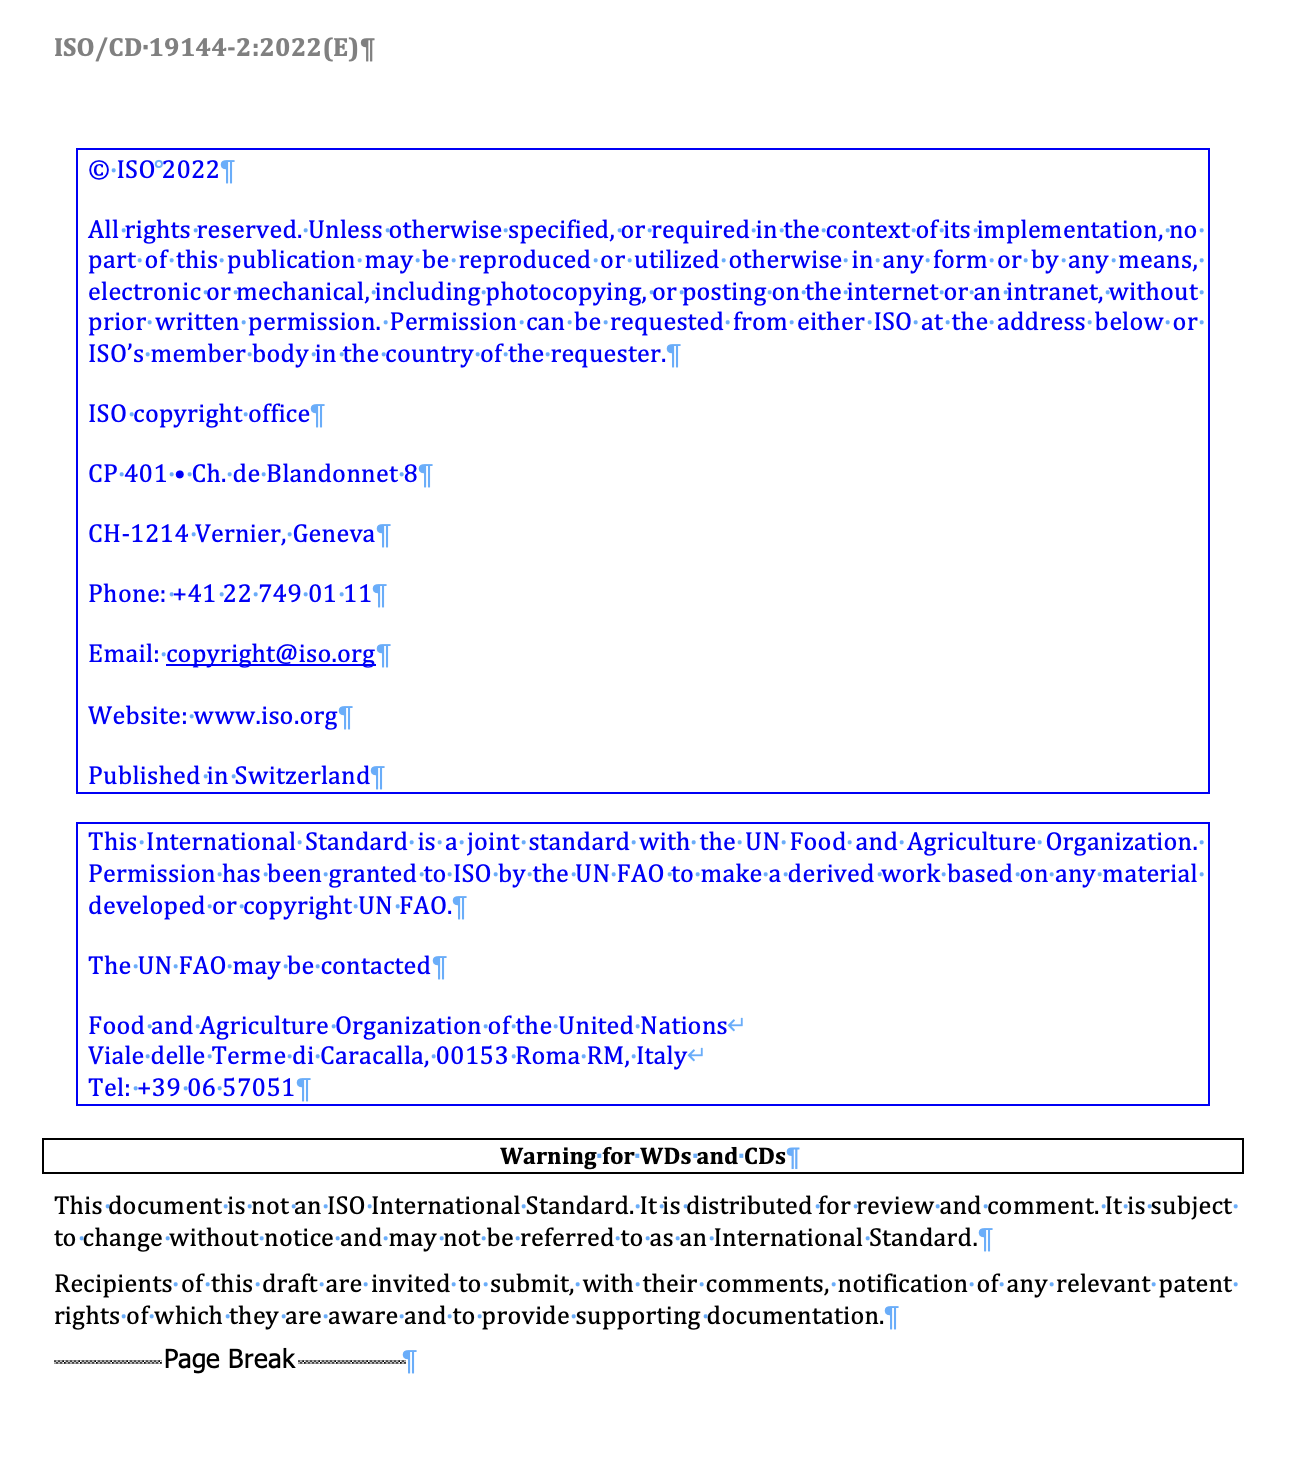 ISO/CD 19144-2:2022(E)¶
© ISO°2022¶
All rights reserved. Unless otherwise specified, or required in the context of its implementation, no
part of this publication may be reproduced or utilized otherwise in any form or by any means,
electronic or mechanical, including photocopying, or posting on the internet or an intranet, without
prior written permission. Permission can be requested from either ISO at the address below or
ISO’s member body in the country of the requester.¶
ISO copyright office¶
CP 401 • Ch. de Blandonnet 8¶
CH-1214 Vernier, Geneva¶
Phone: +41 22 749 01 11¶
Email: copyright@iso.org¶
Website: www.iso.org¶
Published in Switzerland¶
This International Standard is a joint standard with the UN Food and Agriculture Organization.
Permission has been granted to ISO by the UN FAO to make a derived work based on any material
developed or copyright UN FAO.¶
The UN FAO may be contacted¶
Food and Agriculture Organization of the United Nations↵
Viale delle Terme di Caracalla, 00153 Roma RM, Italy↵
Tel: +39 06 57051¶
Warning for WDs and CDs¶
This document is not an ISO International Standard. It is distributed for review and comment. It is subject
to change without notice and may not be referred to as an International Standard.¶
Recipients of this draft are invited to submit, with their comments, notification of any relevant patent
rights of which they are aware and to provide supporting documentation.¶
Page Break¶